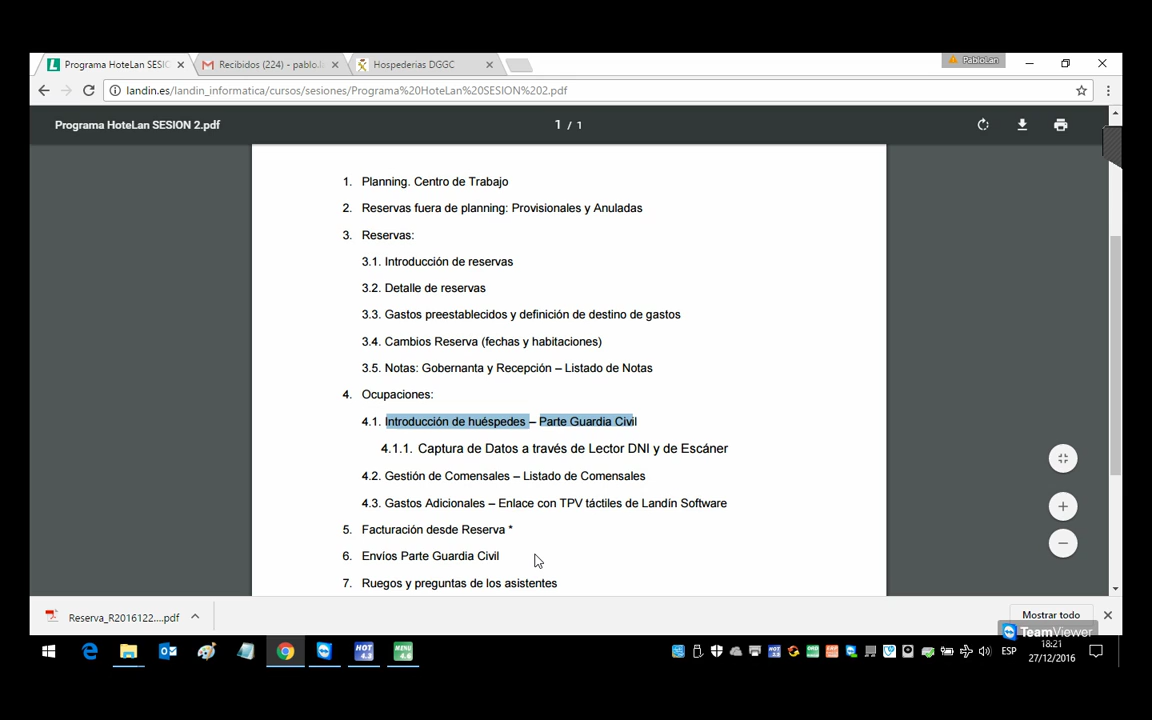 Programa HoteLan SESIC
Recibidos (224) - pablo.l
Hospederias DGGC
PabloLan
landin.es/landin_informatica/cursos/sesiones/Programa%20HoteLan%20SESION%202.pdf
Programa HoteLan SESION 2.pdf
1 / 1
1. Planning. Centro de Trabajo
2. Reservas fuera de planning: Provisionales y Anuladas
3. Reservas:
3.1. Introducción de reservas
3.2. Detalle de reservas
3.3. Gastos preestablecidos y definición de destino de gastos
3.4. Cambios Reserva (fechas y habitaciones)
3.5. Notas: Gobernanta y Recepción – Listado de Notas
4. Ocupaciones:
4.1. Introducción de huéspedes – Parte Guardia Civil
4.1.1. Captura de Datos a través de Lector DNI y de Escáner
4.2. Gestión de Comensales – Listado de Comensales
4.3. Gastos Adicionales – Enlace con TPV táctiles de Landín Software
5. Facturación desde Reserva *
6. Envíos Parte Guardia Civil
7. Ruegos y preguntas de los asistentes
Reserva_R2016122....pdf
Mostrar todo
TeamViewer
HOT 4.3
MENU 4.6
ESP
18:21
27/12/2016